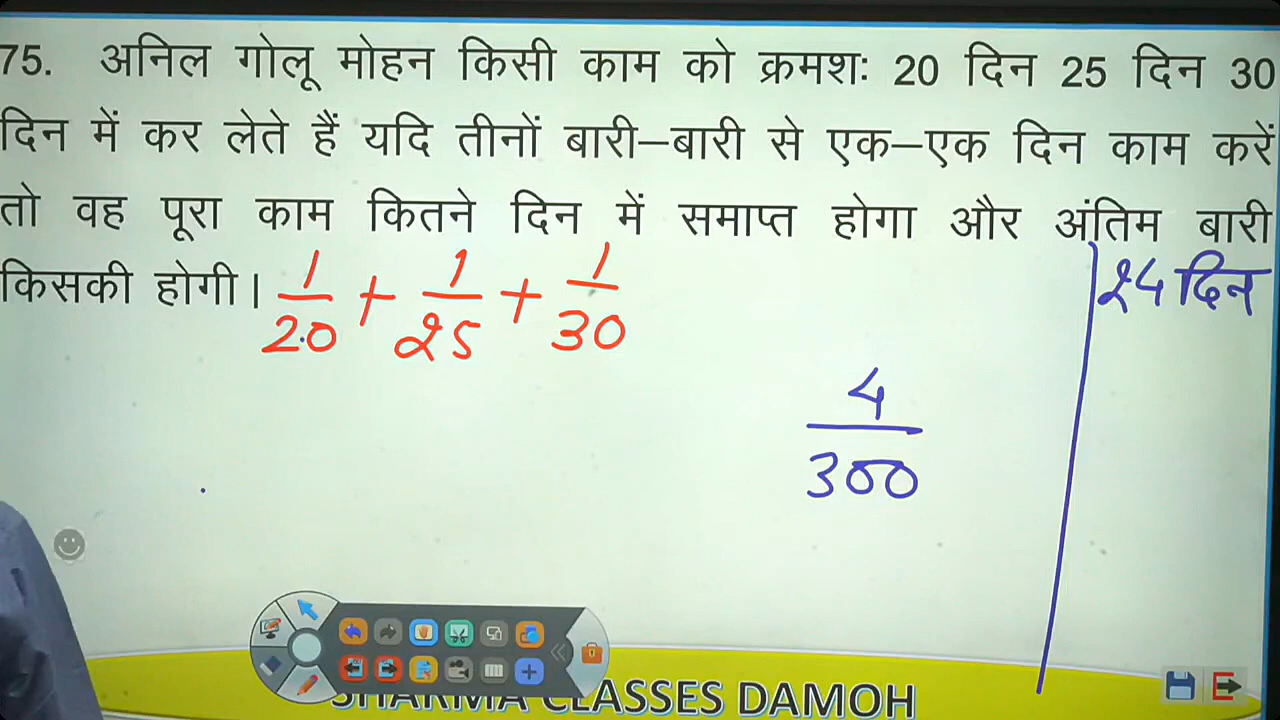 75. अनिल गोलू मोहन किसी काम को क्रमशः 20 दिन 25 दिन 30
दिन में कर लेते हैं यदि तीनों बारी–बारी से एक–एक दिन काम करें
तो वह पूरा काम कितने दिन में समाप्त होगा और अंतिम बारी
किसकी होगी।
1/20 + 1/25 + 1/30
24 दिन
4/300
SHARMA CLASSES DAMOH